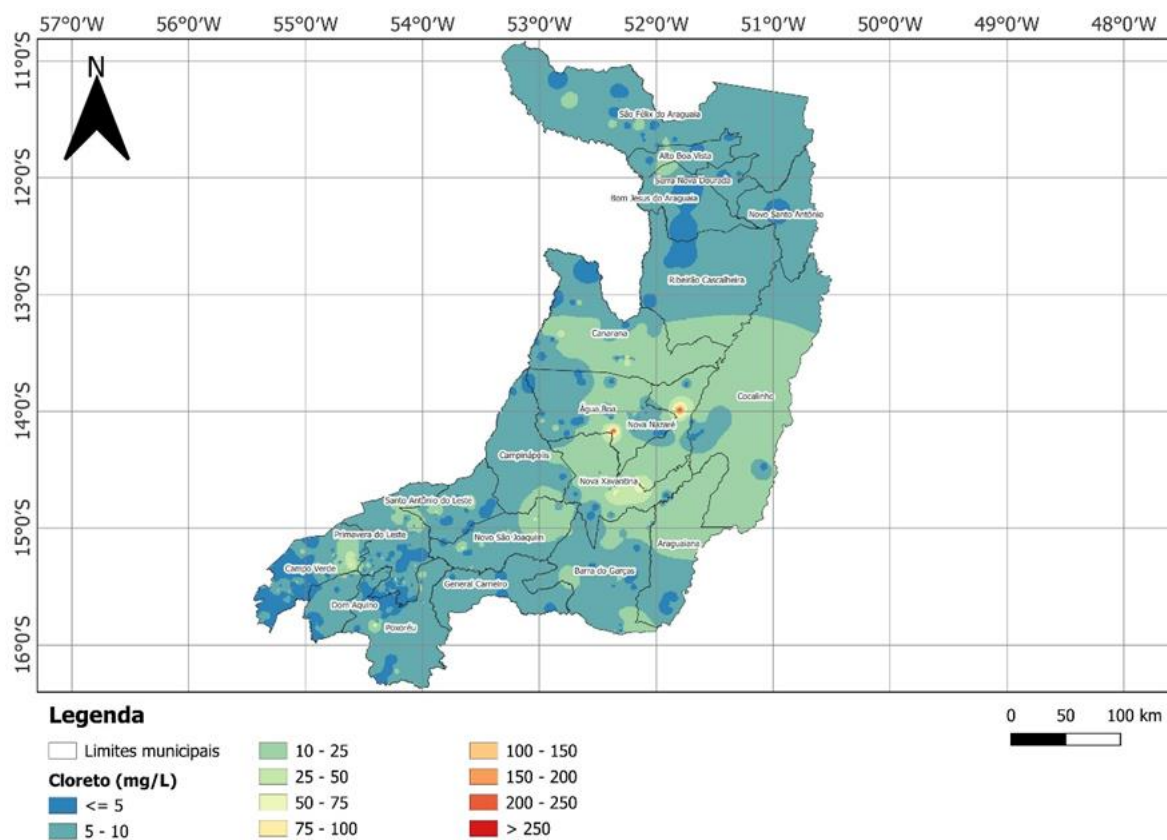 57°0'0"W 56°0'S 55°0'S 54°0'S 53°0'S 52°0'S 51°0'S 50°0'S 49°0'S 48°0'S
N
11°0'S
São Félix do Araguaia
Alto Boa Vista
12°0'S
Serra Nova Dourada
Bom Jesus do Araguaia
Novo Santo Antônio
Ribeirão Cascalheira
13°0'S
Canarana
Cocalinho
14°0'S
Água Boa
Nova Nazaré
Campinápolis
Nova Xavantina
Santo Antônio do Leste
15°0'S
Primavera do Leste
Novo São Joaquim
Araguaiana
Campo Verde
Barra do Garças
General Carneiro
Dom Aquino
Poxoréu
16°0'S
Legenda
Limites municipais
Cloreto (mg/L)
<= 5
5 - 10
10 - 25
25 - 50
50 - 75
75 - 100
100 - 150
150 - 200
200 - 250
> 250
0 50 100 km